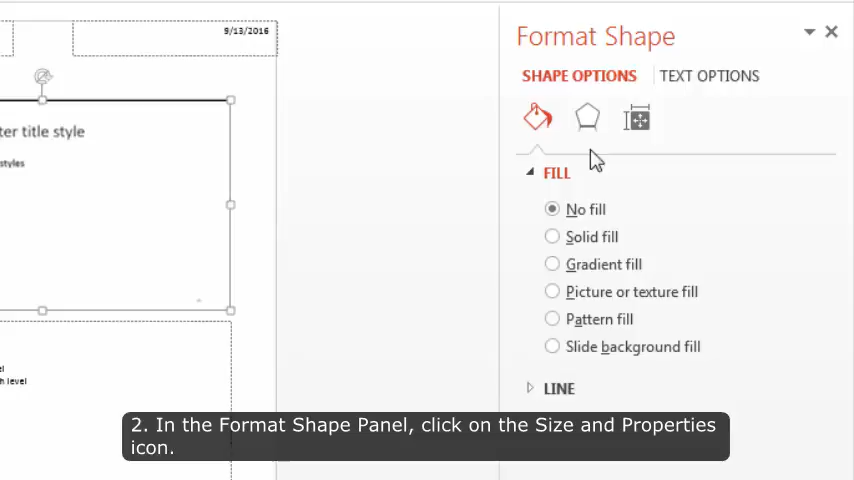 9/13/2016
ter title style
styles
el
h level
Format Shape
SHAPE OPTIONS
TEXT OPTIONS
FILL
No fill
Solid fill
Gradient fill
Picture or texture fill
Pattern fill
Slide background fill
LINE
2. In the Format Shape Panel, click on the Size and Properties
icon.